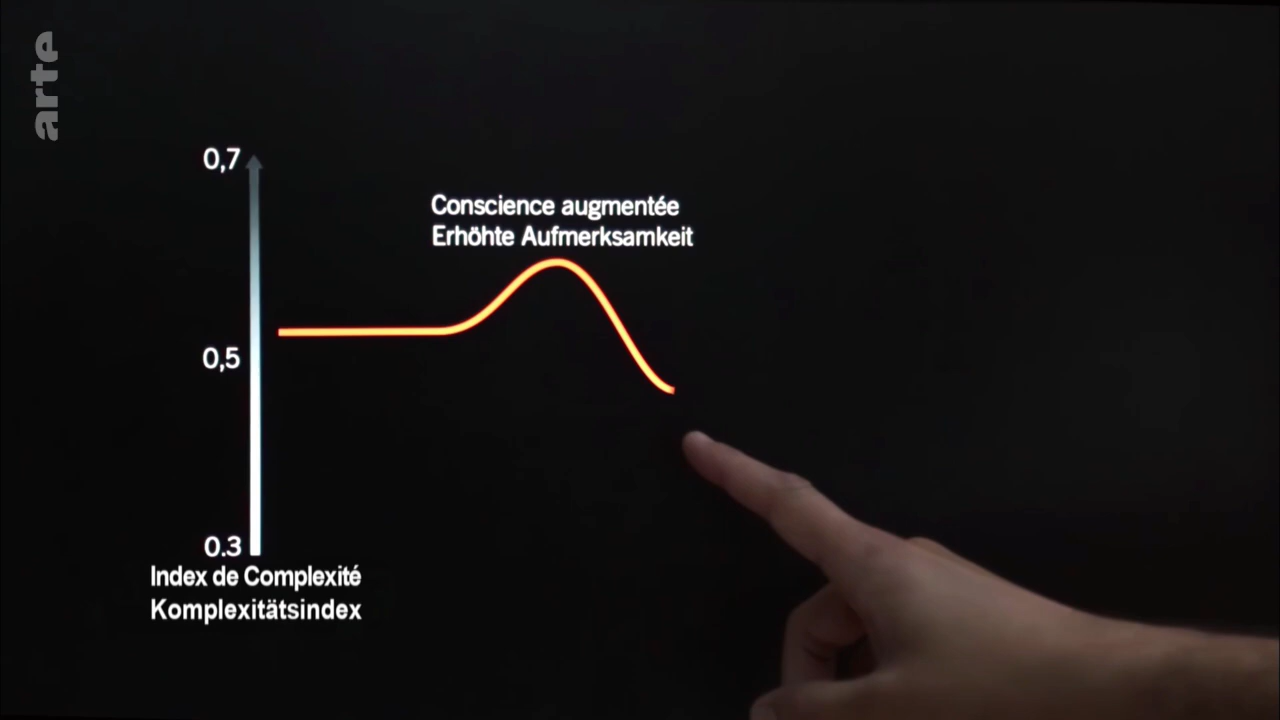 arte
0,7
Conscience augmentée
Erhöhte Aufmerksamkeit
0,5
0.3
Index de Complexité
Komplexitätsindex